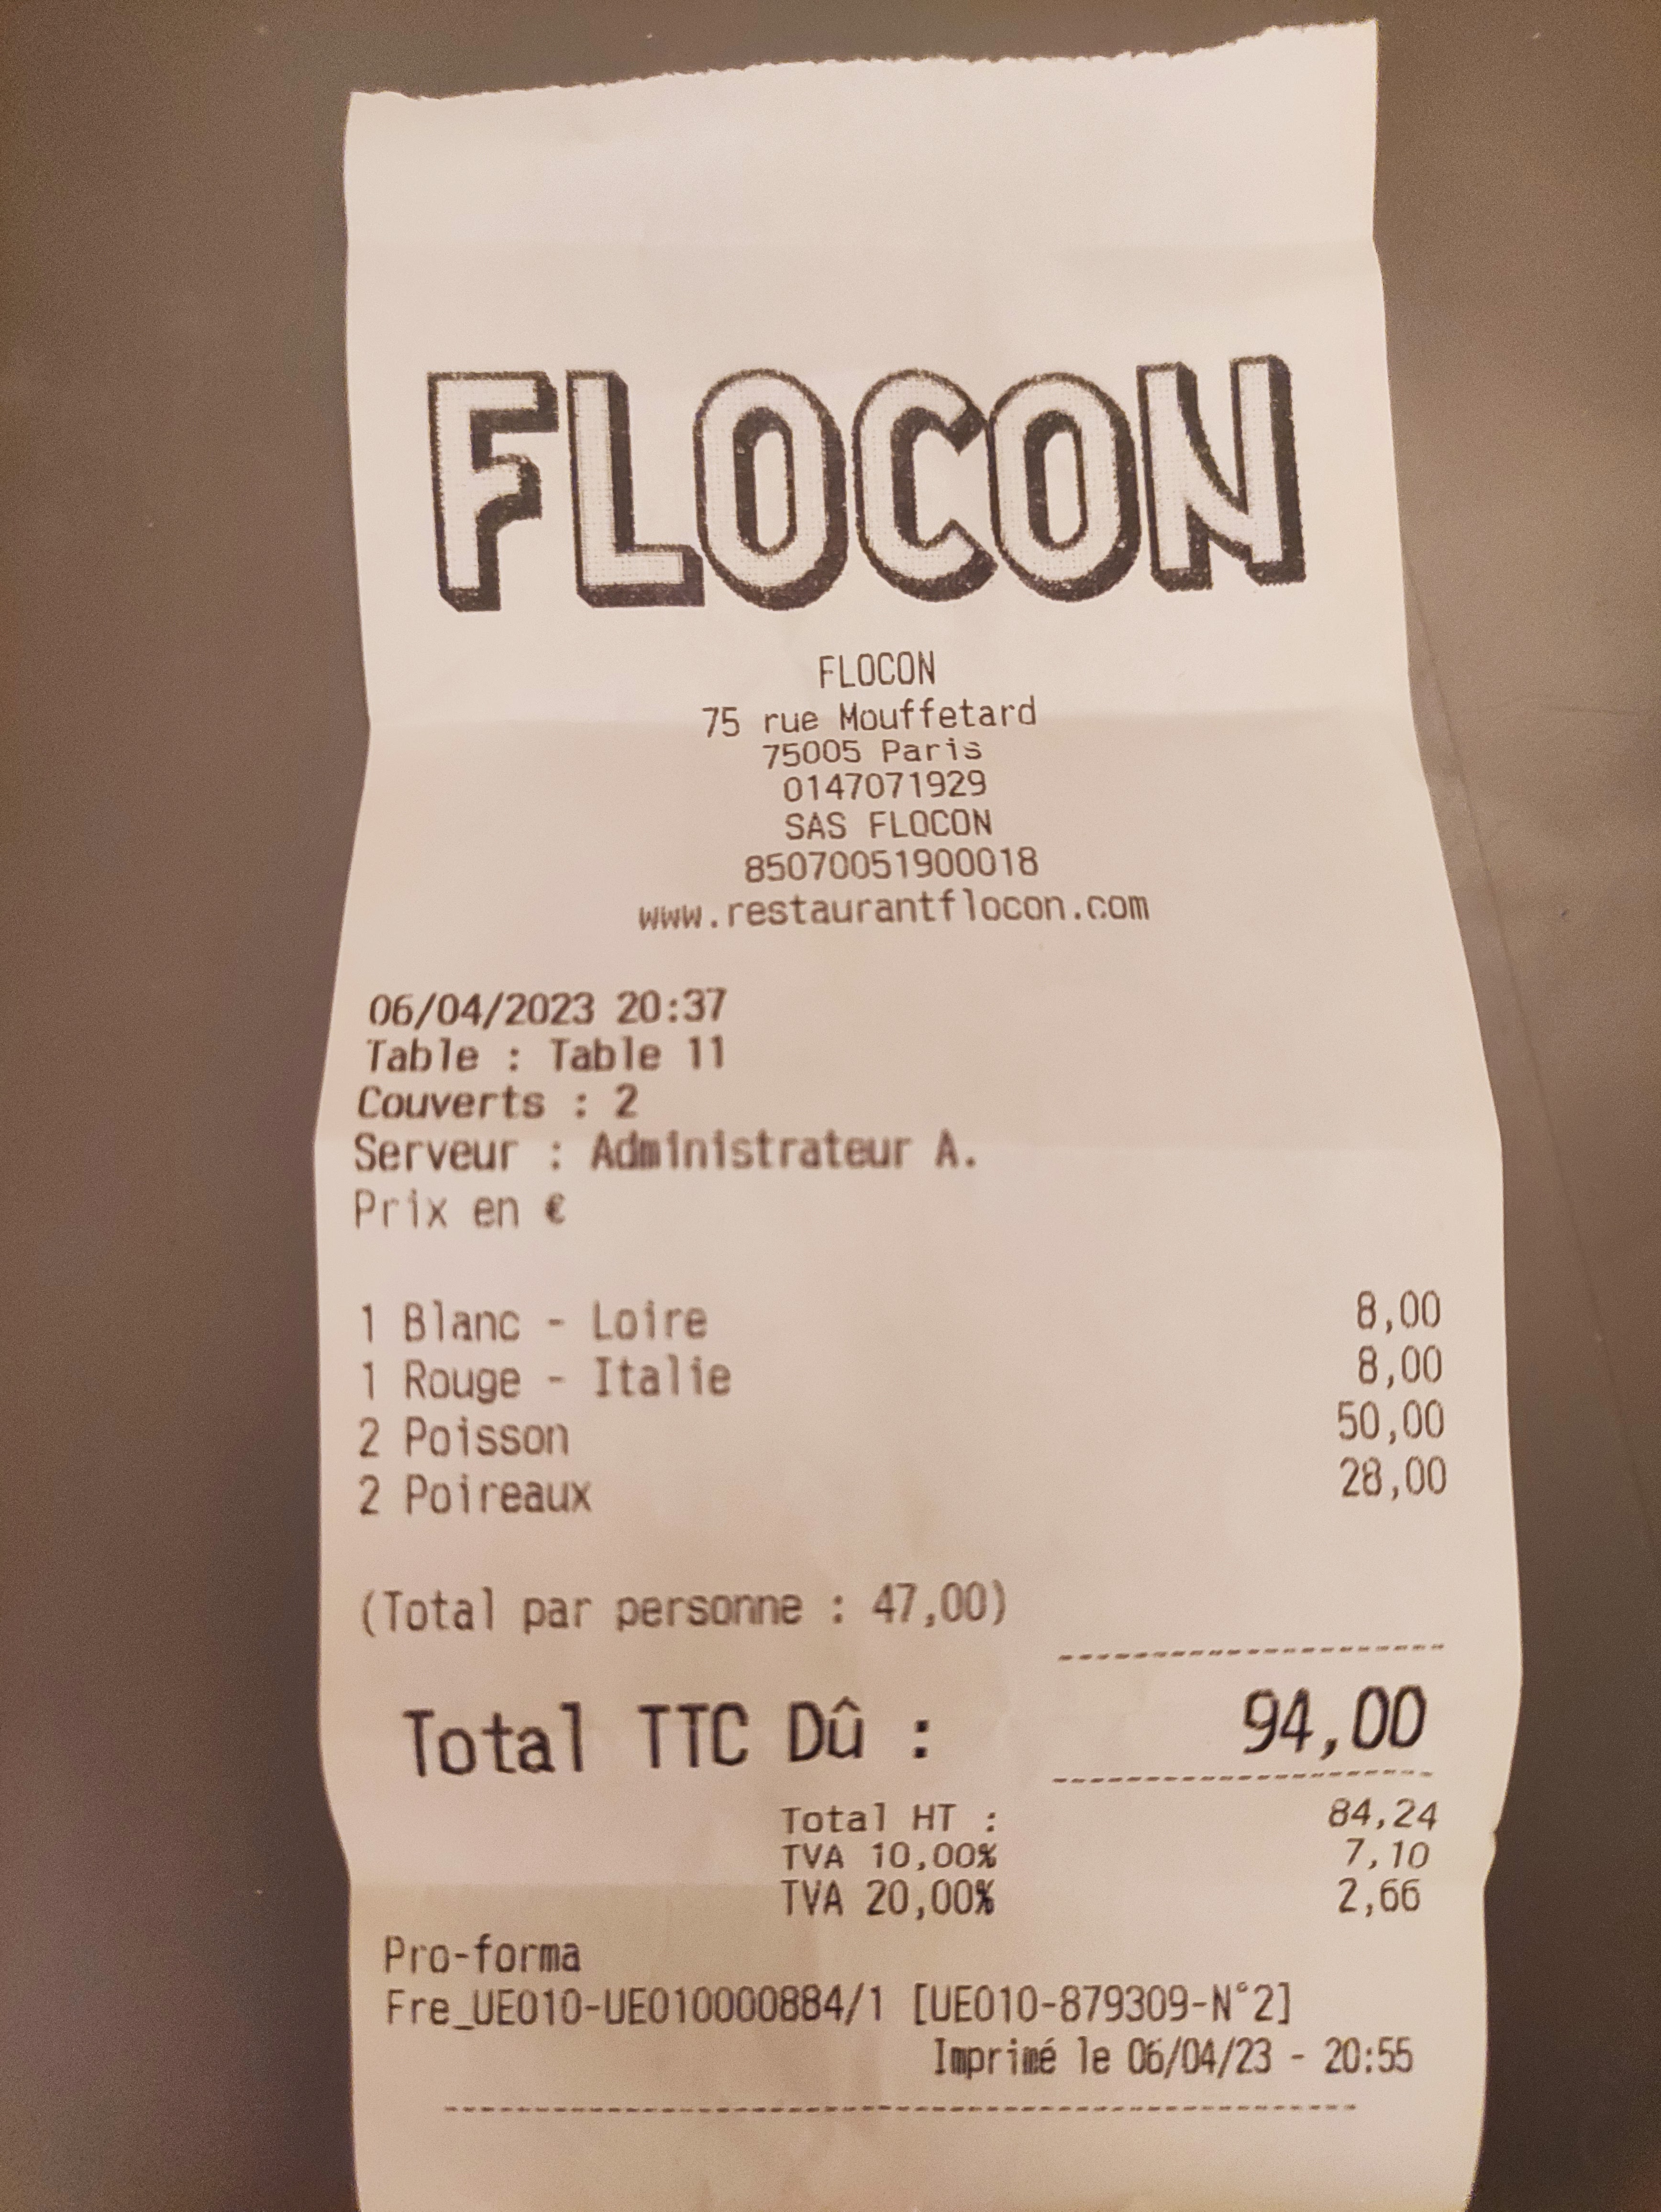 FLOCON
FLOCON
75 rue Mouffetard
75005 Paris
0147071929
SAS FLOCON
85070051900018
www.restaurantflocon.com
06/04/2023 20:37
Table : Table 11
Couverts : 2
Serveur : Administrateur A.
Prix en €
1 Blanc - Loire 8,00
1 Rouge - Italie 8,00
2 Poisson 50,00
2 Poireaux 28,00
(Total par personne : 47,00)
Total TTC Dû : 94,00
Total HT : 84,24
TVA 10,00% 7,10
TVA 20,00% 2,66
Pro-forma
Fre_UE010-UE010000884/1 [UE010-879309-N°2]
Imprimé le 06/04/23 - 20:55